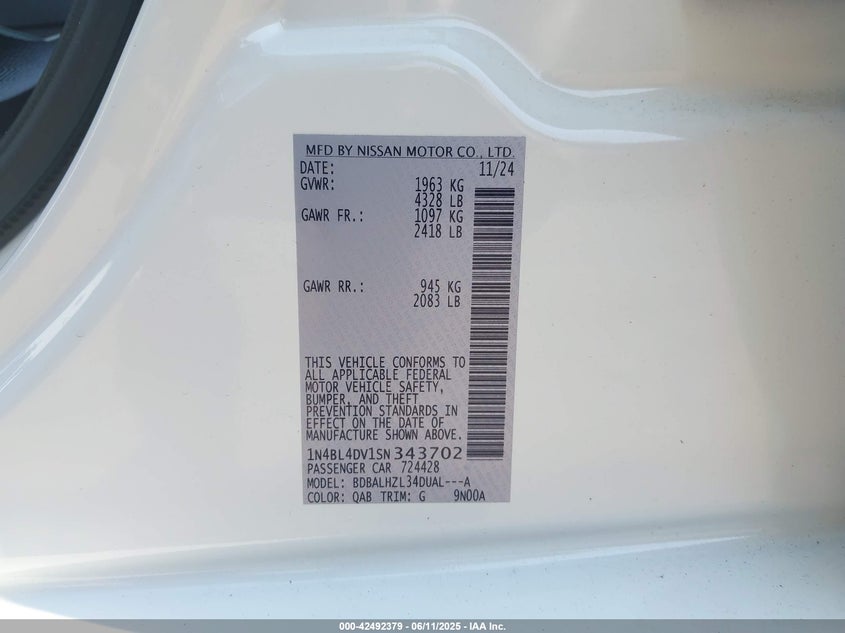 MFD BY NISSAN MOTOR CO., LTD.
DATE: 11/24
GVWR: 1963 KG
4328 LB
GAWR FR.: 1097 KG
2418 LB
GAWR RR.: 945 KG
2083 LB
THIS VEHICLE CONFORMS TO
ALL APPLICABLE FEDERAL
MOTOR VEHICLE SAFETY,
BUMPER, AND THEFT
PREVENTION STANDARDS IN
EFFECT ON THE DATE OF
MANUFACTURE SHOWN ABOVE.
1N4BL4DV1SN343702
PASSENGER CAR 724428
MODEL: BDBALHZL34DUAL---A
COLOR: QAB TRIM: G 9N00A
000-42492379 - 06/11/2025 - IAA Inc.